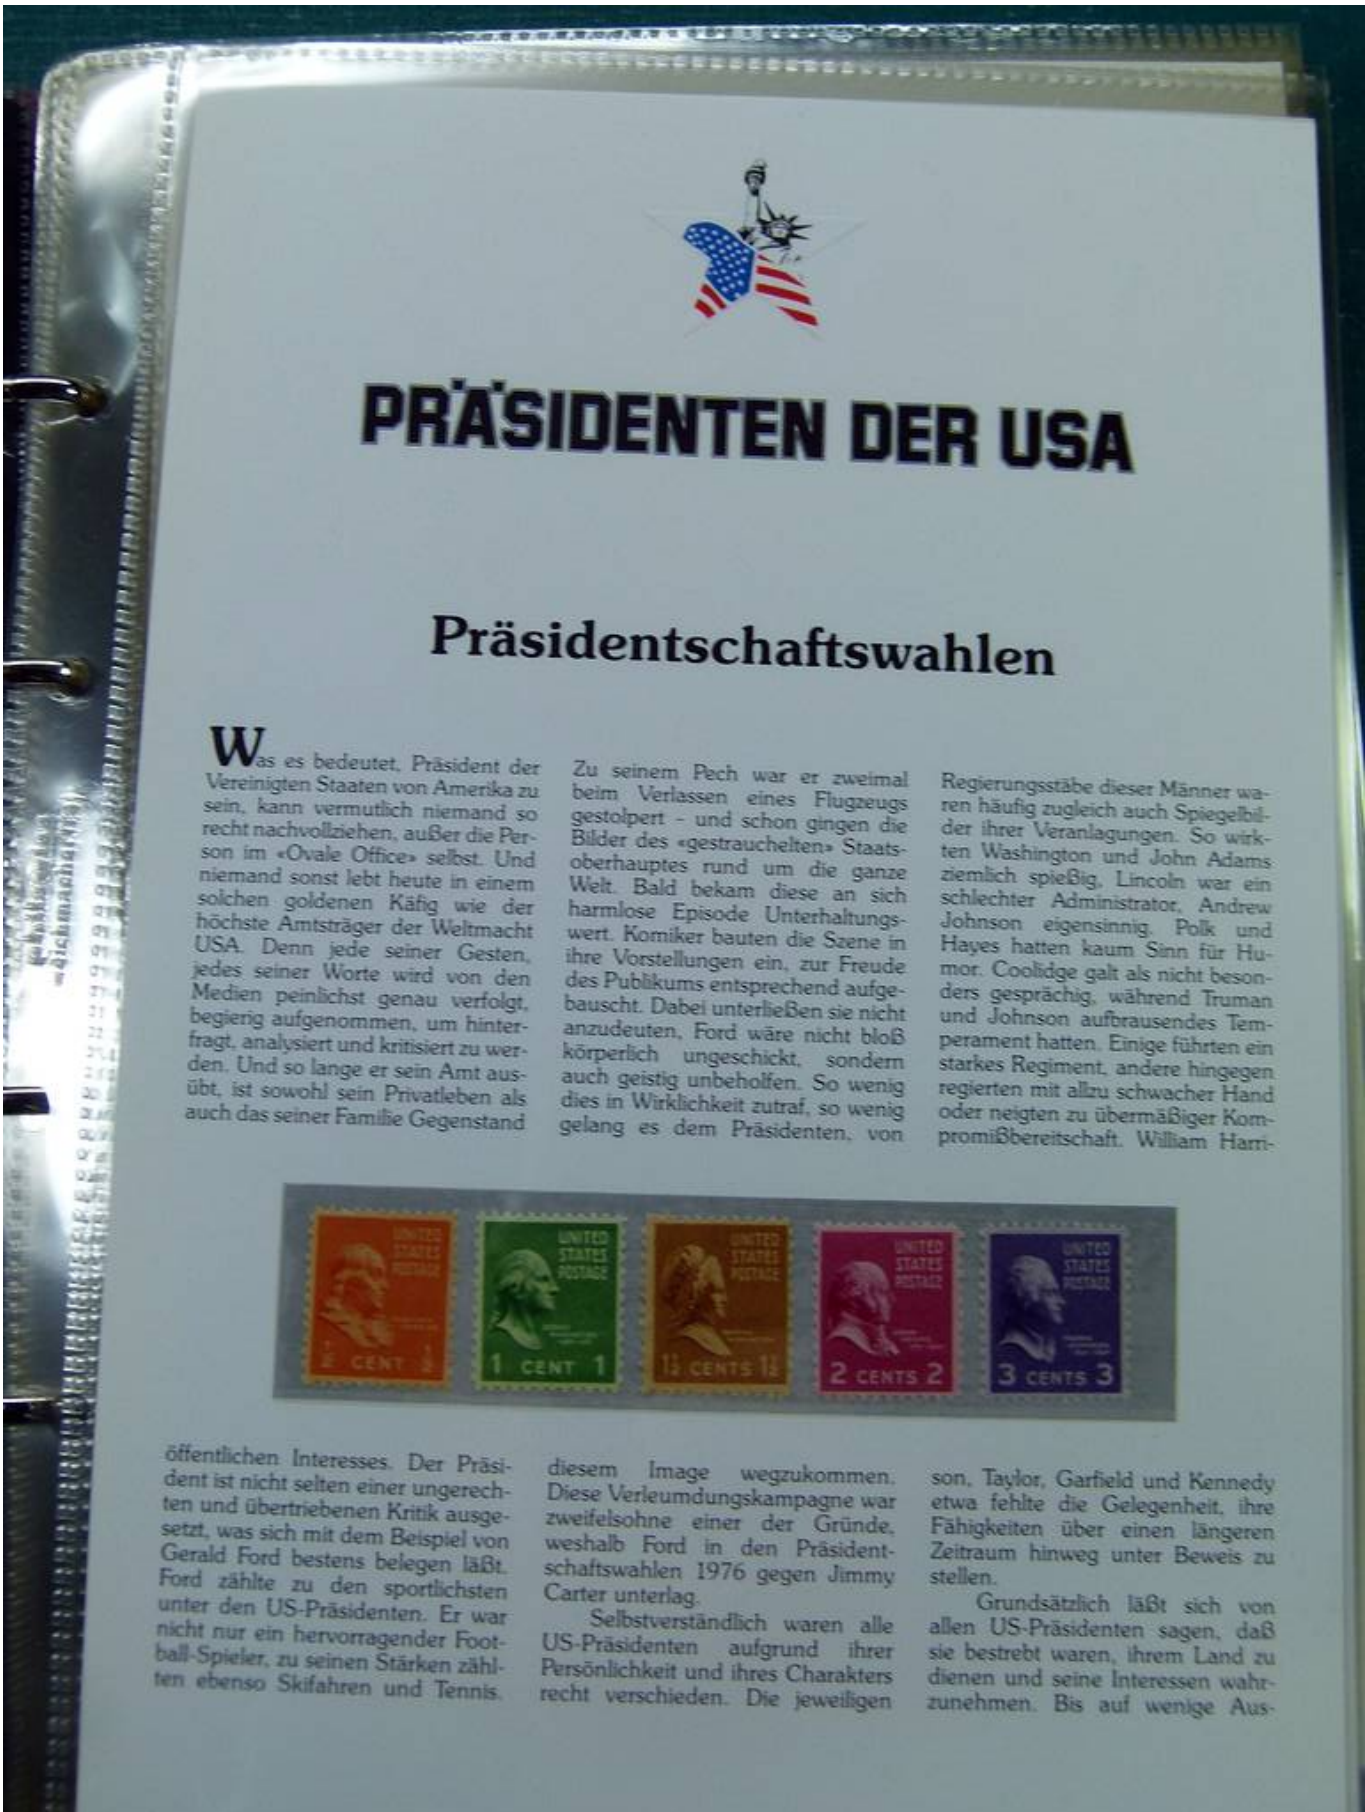 PRÄSIDENTEN DER USA
Präsidentschaftswahlen
Was es bedeutet, Präsident der
Vereinigten Staaten von Amerika zu
sein, kann vermutlich niemand so
recht nachvollziehen, außer die Per-
son im «Ovale Office» selbst. Und
niemand sonst lebt heute in einem
solchen goldenen Käfig wie der
höchste Amtsträger der Weltmacht
USA. Denn jede seiner Gesten,
jedes seiner Worte wird von den
Medien peinlichst genau verfolgt,
begierig aufgenommen, um hinter-
fragt, analysiert und kritisiert zu wer-
den. Und so lange er sein Amt aus-
übt, ist sowohl sein Privatleben als
auch das seiner Familie Gegenstand
öffentlichen Interesses. Der Präsi-
dent ist nicht selten einer ungerech-
ten und übertriebenen Kritik ausge-
setzt, was sich mit dem Beispiel von
Gerald Ford bestens belegen läßt.
Ford zählte zu den sportlichsten
unter den US-Präsidenten. Er war
nicht nur ein hervorragender Foot-
ball-Spieler, zu seinen Stärken zähl-
ten ebenso Skifahren und Tennis.
Zu seinem Pech war er zweimal
beim Verlassen eines Flugzeugs
gestolpert – und schon gingen die
Bilder des «gestrauchelten» Staats-
oberhauptes rund um die ganze
Welt. Bald bekam diese an sich
harmlose Episode Unterhaltungs-
wert. Komiker bauten die Szene in
ihre Vorstellungen ein, zur Freude
des Publikums entsprechend aufge-
bauscht. Dabei unterließen sie nicht
anzudeuten, Ford wäre nicht bloß
körperlich ungeschickt, sondern
auch geistig unbeholfen. So wenig
dies in Wirklichkeit zutraf, so wenig
gelang es dem Präsidenten, von
diesem Image wegzukommen.
Diese Verleumdungskampagne war
zweifelsohne einer der Gründe,
weshalb Ford in den Präsident-
schaftswahlen 1976 gegen Jimmy
Carter unterlag.
Selbstverständlich waren alle
US-Präsidenten aufgrund ihrer
Persönlichkeit und ihres Charakters
recht verschieden. Die jeweiligen
Regierungsstäbe dieser Männer wa-
ren häufig zugleich auch Spiegelbil-
der ihrer Veranlagungen. So wirk-
ten Washington und John Adams
ziemlich spießig, Lincoln war ein
schlechter Administrator, Andrew
Johnson eigensinnig. Polk und
Hayes hatten kaum Sinn für Hu-
mor. Coolidge galt als nicht beson-
ders gesprächig, während Truman
und Johnson aufbrausendes Tem-
perament hatten. Einige führten ein
starkes Regiment, andere hingegen
regierten mit allzu schwacher Hand
oder neigten zu übermäßiger Kom-
promißbereitschaft. William Harri-
son, Taylor, Garfield und Kennedy
etwa fehlte die Gelegenheit, ihre
Fähigkeiten über einen längeren
Zeitraum hinweg unter Beweis zu
stellen.
Grundsätzlich läßt sich von
allen US-Präsidenten sagen, daß
sie bestrebt waren, ihrem Land zu
dienen und seine Interessen wahr-
zunehmen. Bis auf wenige Aus-
UNITED
STATES
POSTAGE
½ CENT ½
UNITED
STATES
POSTAGE
1 CENT 1
UNITED
STATES
POSTAGE
1½ CENTS 1½
UNITED
STATES
POSTAGE
2 CENTS 2
UNITED
STATES
POSTAGE
3 CENTS 3